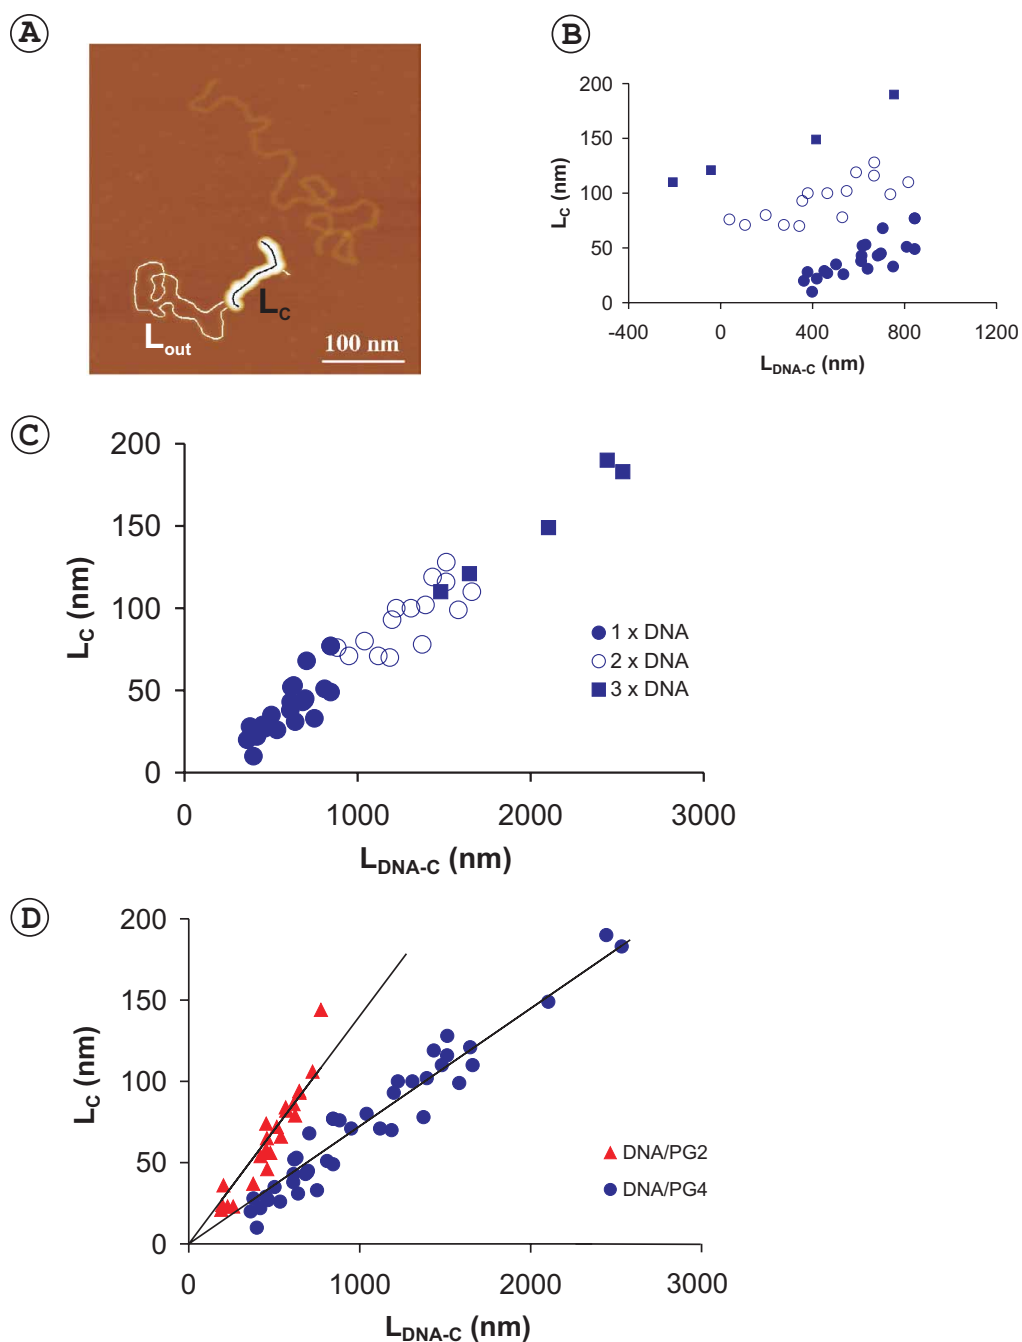 A
L_C
L_out
100 nm
B
200
150
100
50
0
L_C (nm)
-400
0
400
800
1200
L_DNA-C (nm)
C
200
150
100
50
0
L_C (nm)
1 x DNA
2 x DNA
3 x DNA
0
1000
2000
3000
L_DNA-C (nm)
D
200
150
100
50
0
L_C (nm)
DNA/PG2
DNA/PG4
0
1000
2000
3000
L_DNA-C (nm)